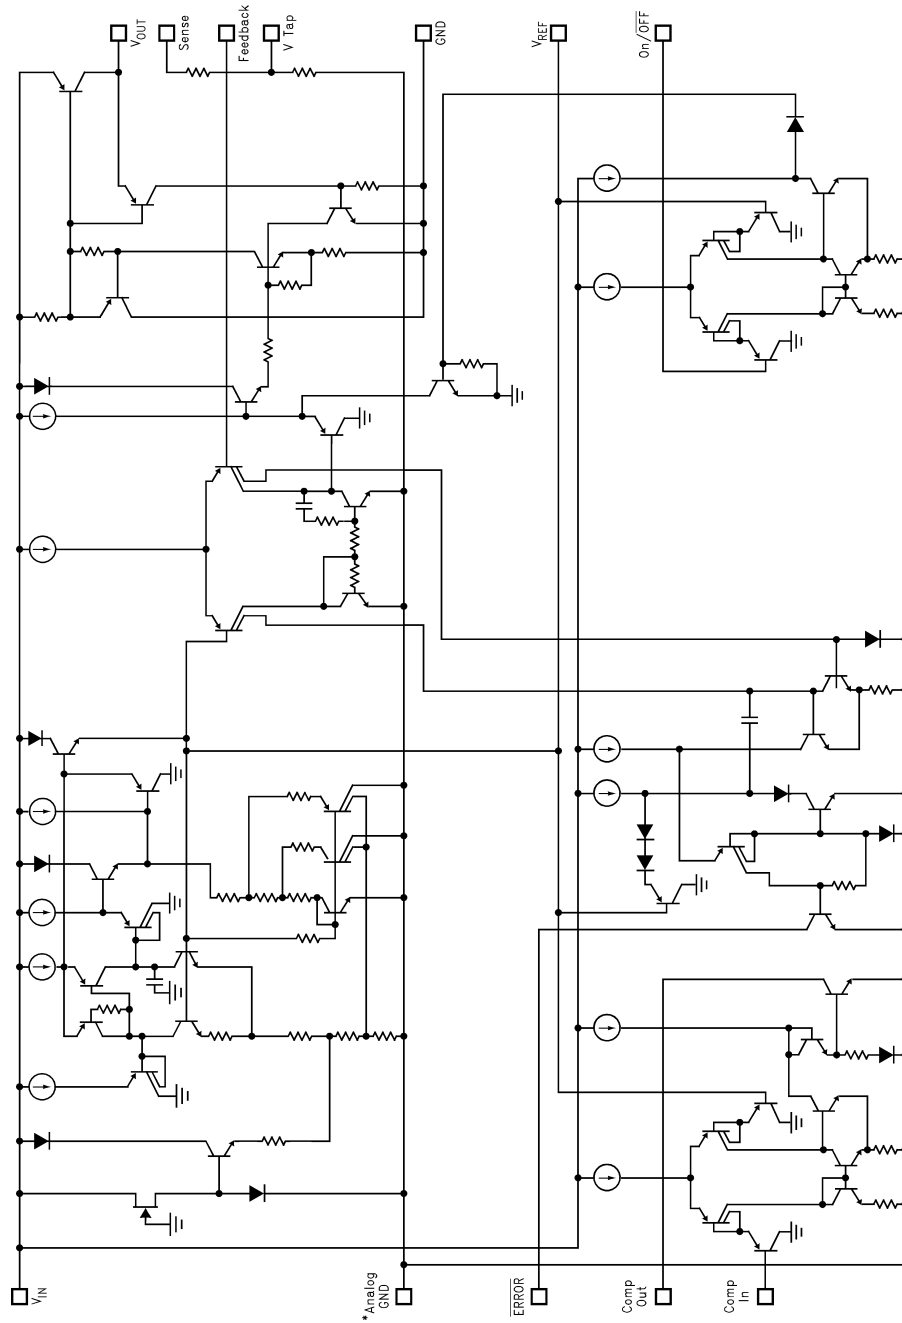 VOUT
Sense
Feedback
V Tap
GND
VREF
On/OFF
VIN
*Analog
GND
ERROR
Comp
Out
Comp
In